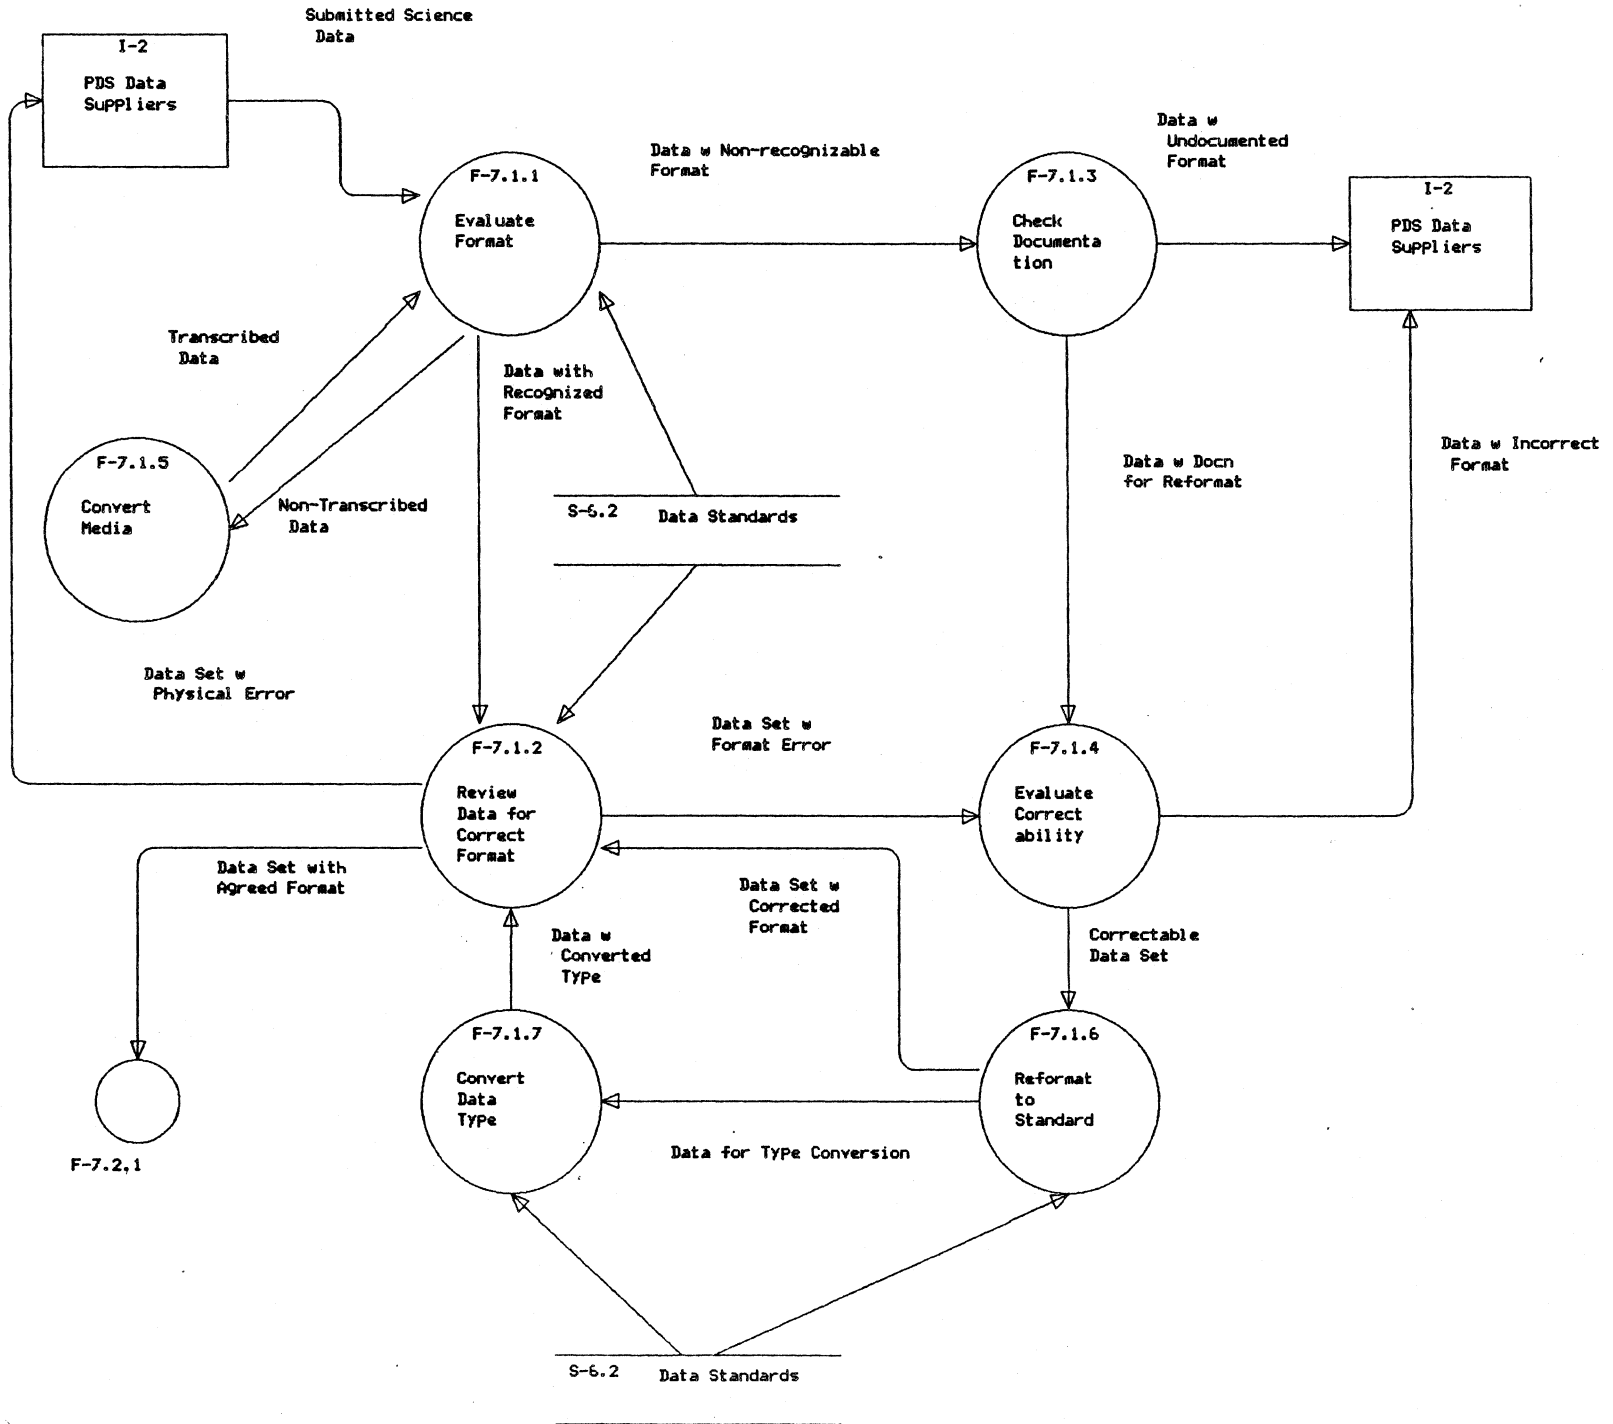 Submitted Science
Data
I-2
PDS Data
Suppliers
Data w
Undocumented
Format
Data w Non-recognizable
Format
F-7.1.1
Evaluate
Format
F-7.1.3
Check
Documenta
tion
I-2
PDS Data
Suppliers
Transcribed
Data
Data with
Recognized
Format
Data w Incorrect
Format
F-7.1.5
Convert
Media
Non-Transcribed
Data
S-6.2
Data Standards
Data w Docn
for Reformat
Data Set w
Physical Error
Data Set w
Format Error
F-7.1.2
Review
Data for
Correct
Format
F-7.1.4
Evaluate
Correct
ability
Data Set with
Agreed Format
Data Set w
Corrected
Format
Data w
Converted
Type
Correctable
Data Set
F-7.1.7
Convert
Data
Type
F-7.1.6
Reformat
to
Standard
F-7.2,1
Data for Type Conversion
S-6.2
Data Standards